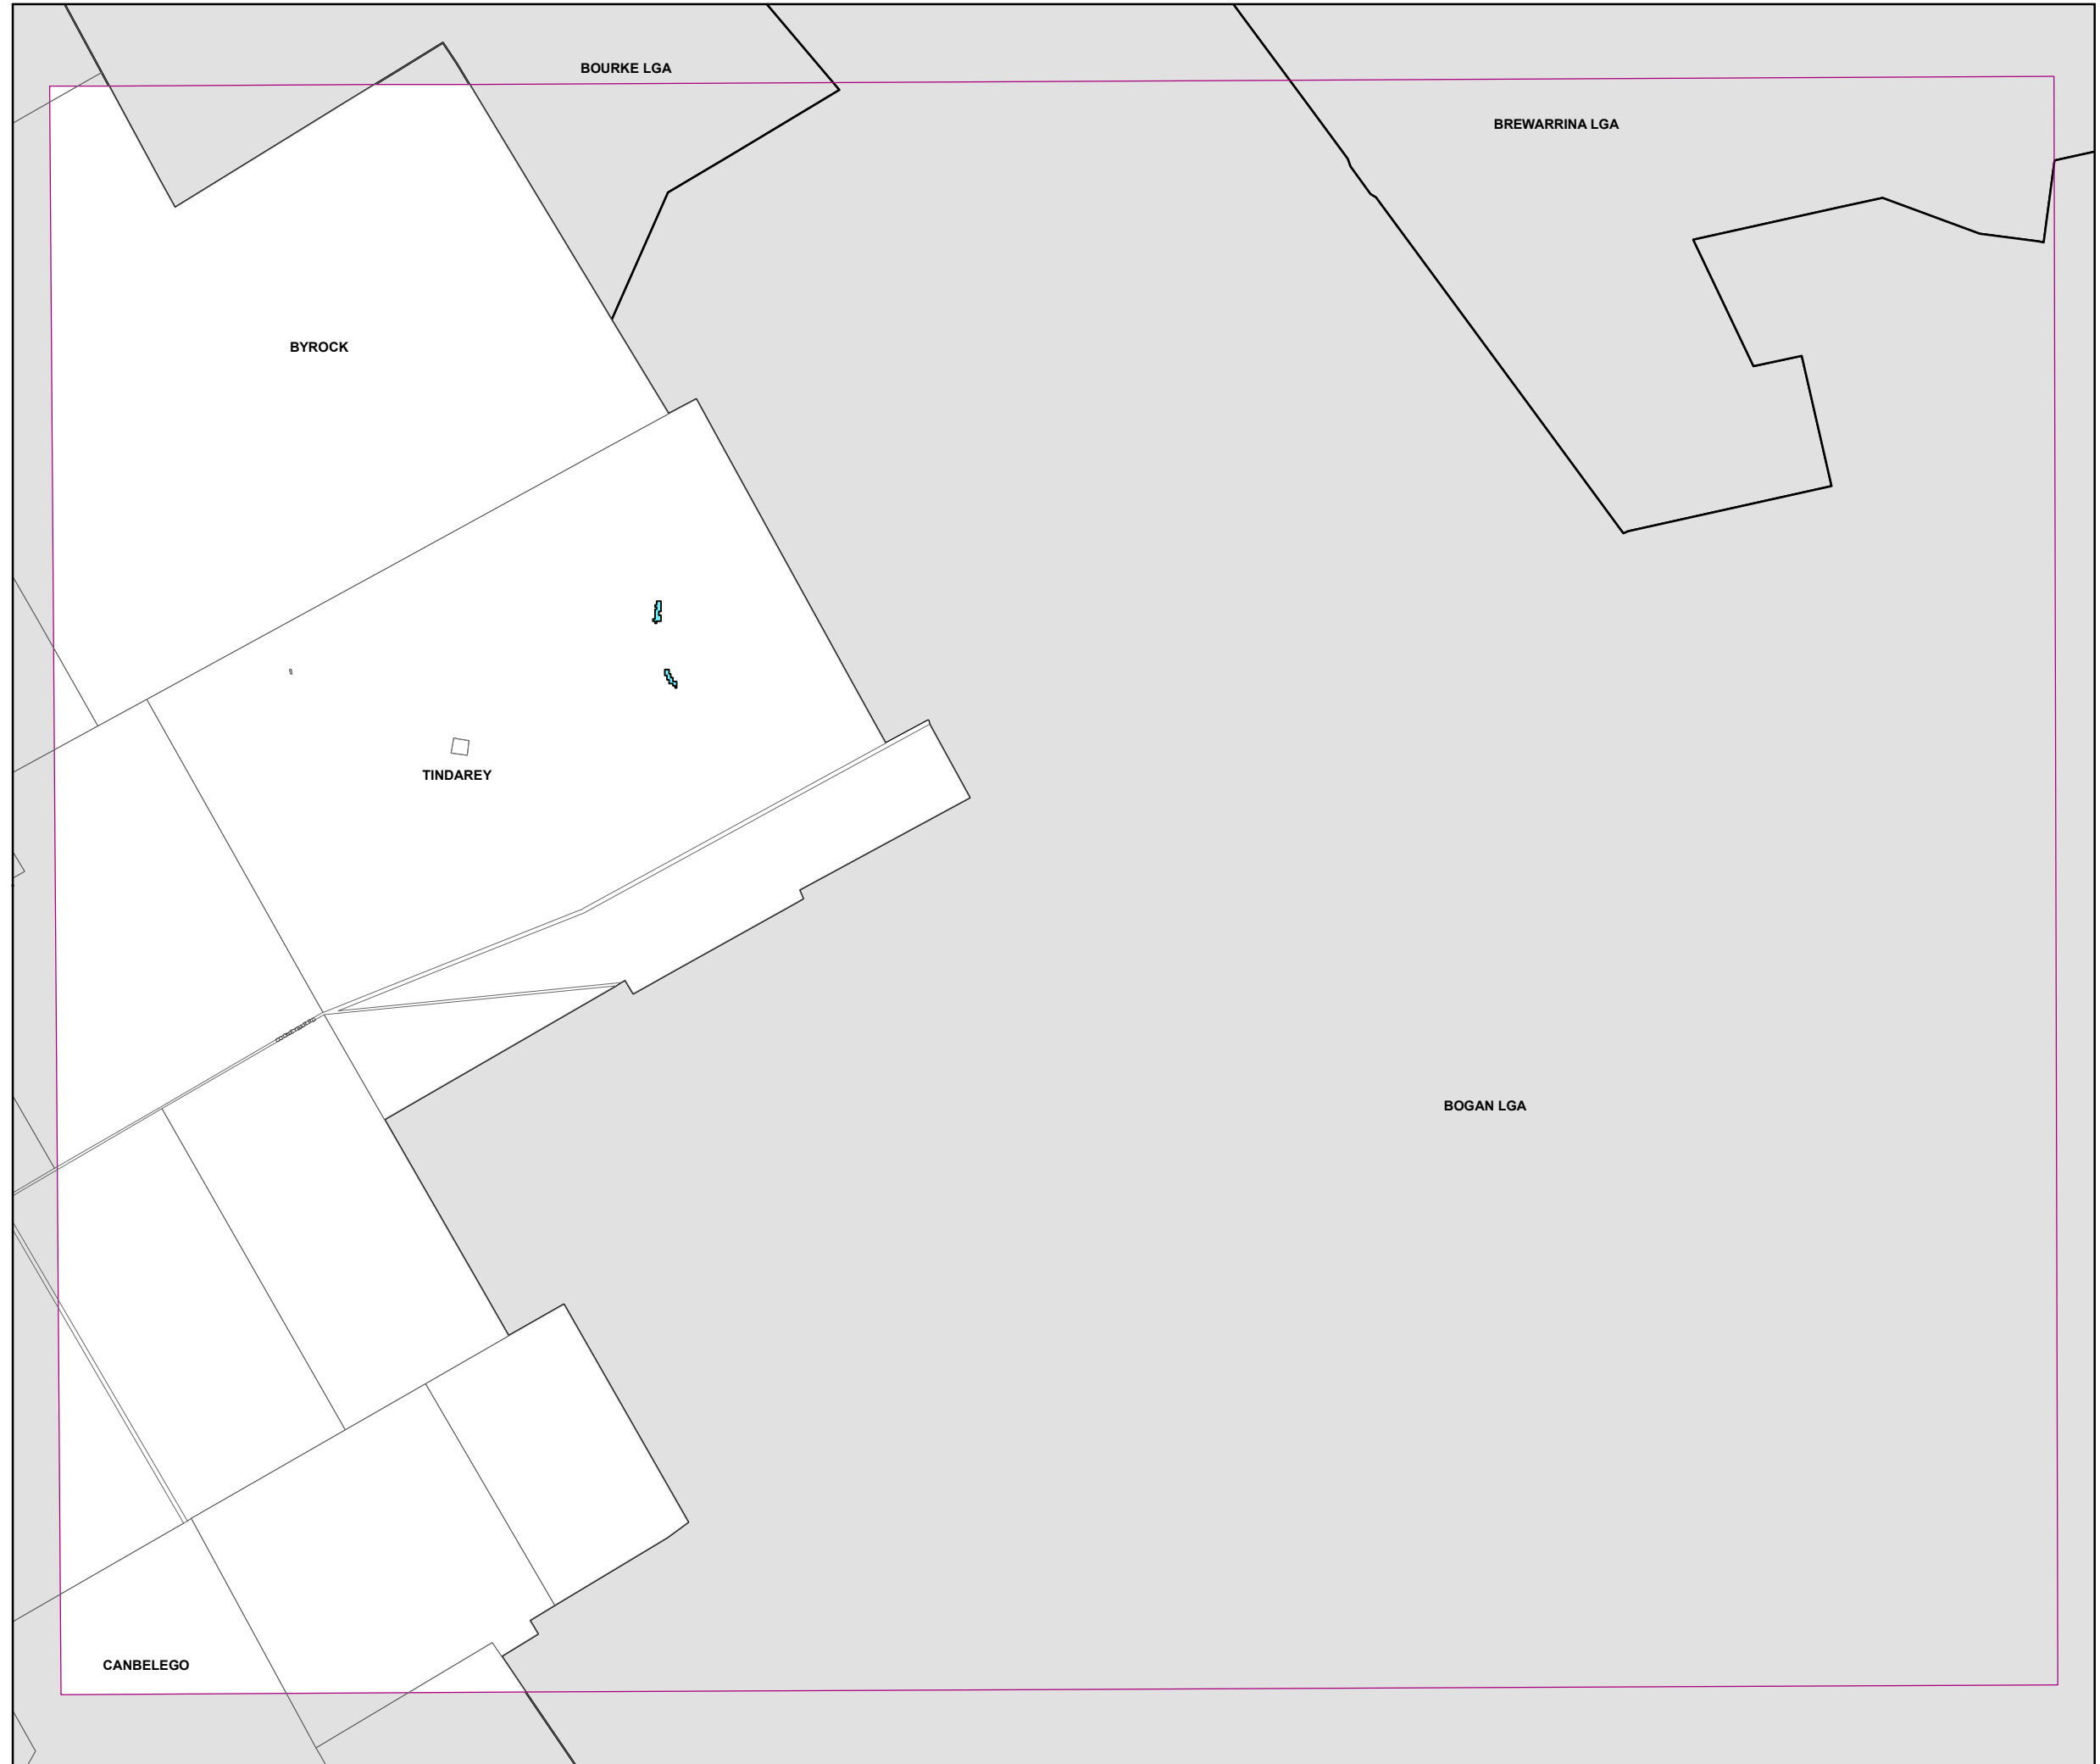 BOURKE LGA
BREWARRINA LGA
BYROCK
TINDAREY
BOGAN LGA
CANBELEGO